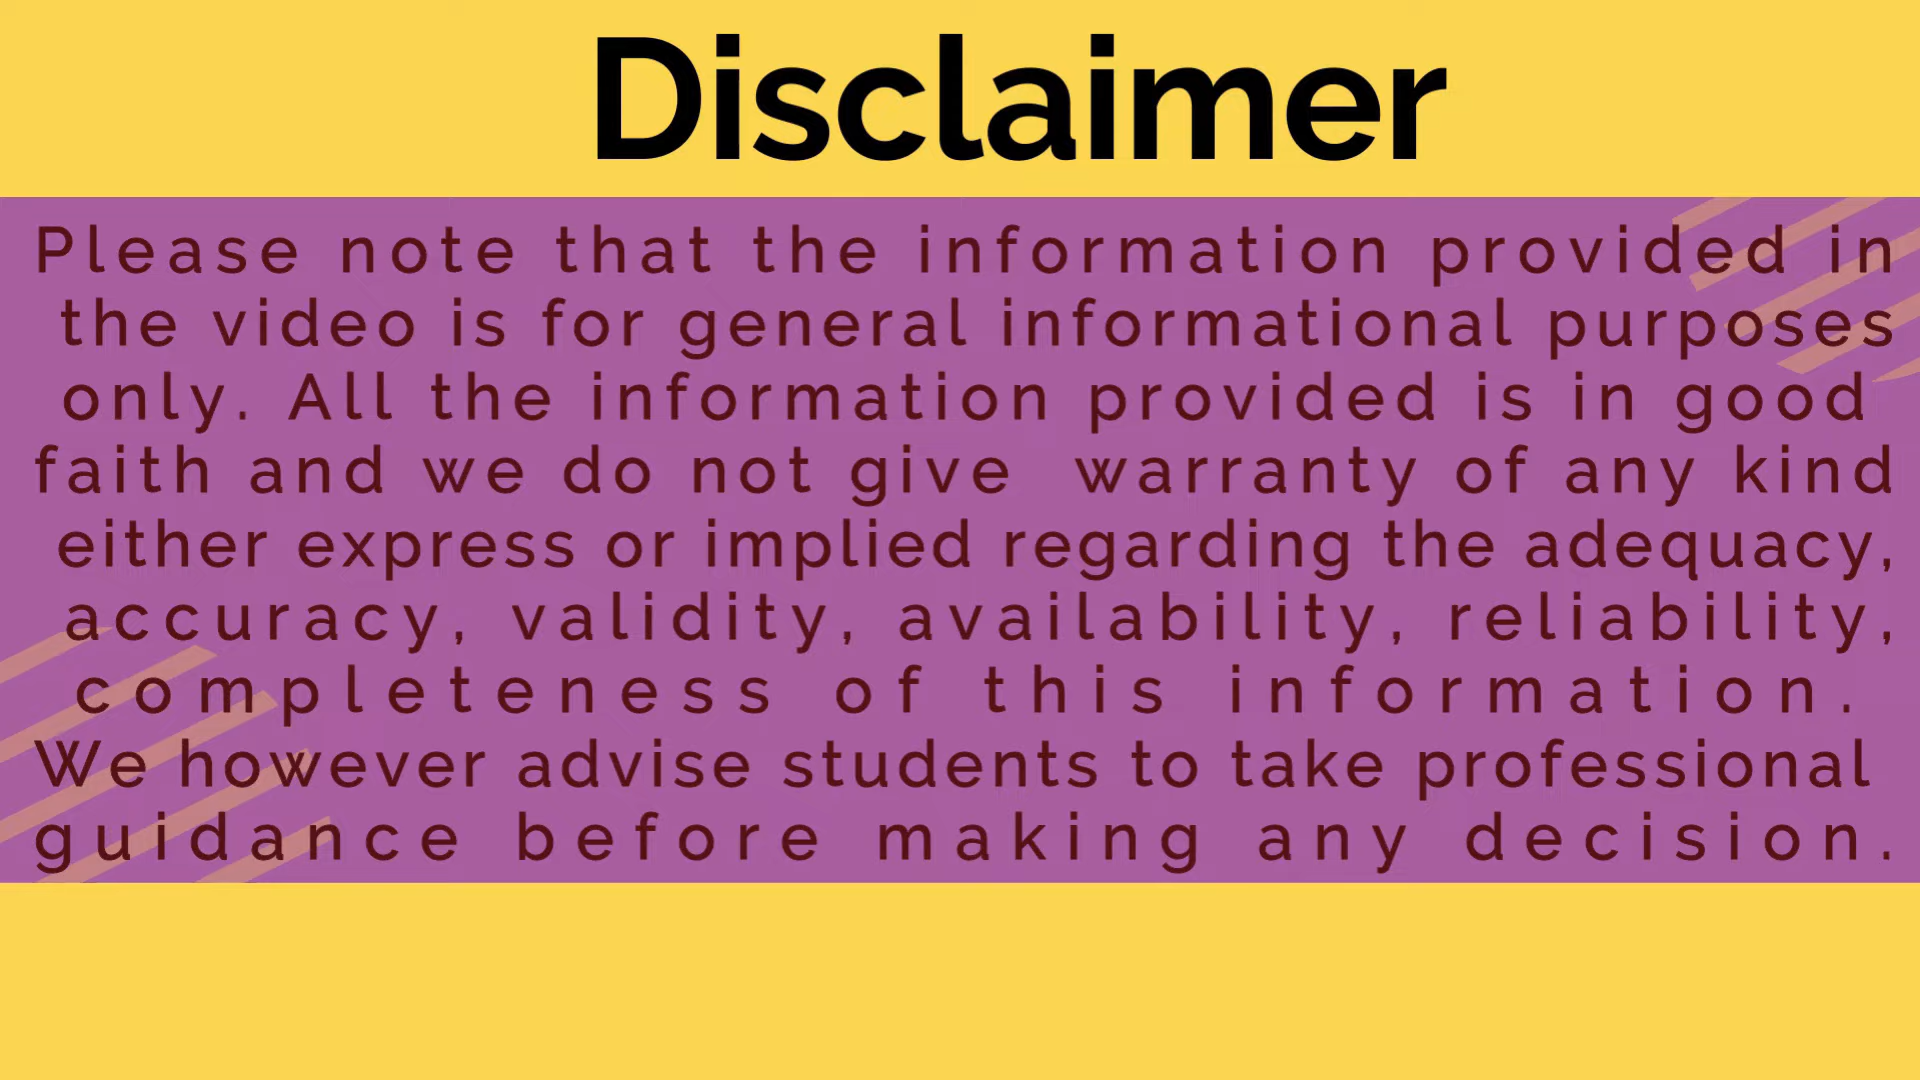 Disclaimer
Please note that the information provided in
the video is for general informational purposes
only. All the information provided is in good
faith and we do not give warranty of any kind
either express or implied regarding the adequacy,
accuracy, validity, availability, reliability,
completeness of this information.
We however advise students to take professional
guidance before making any decision.